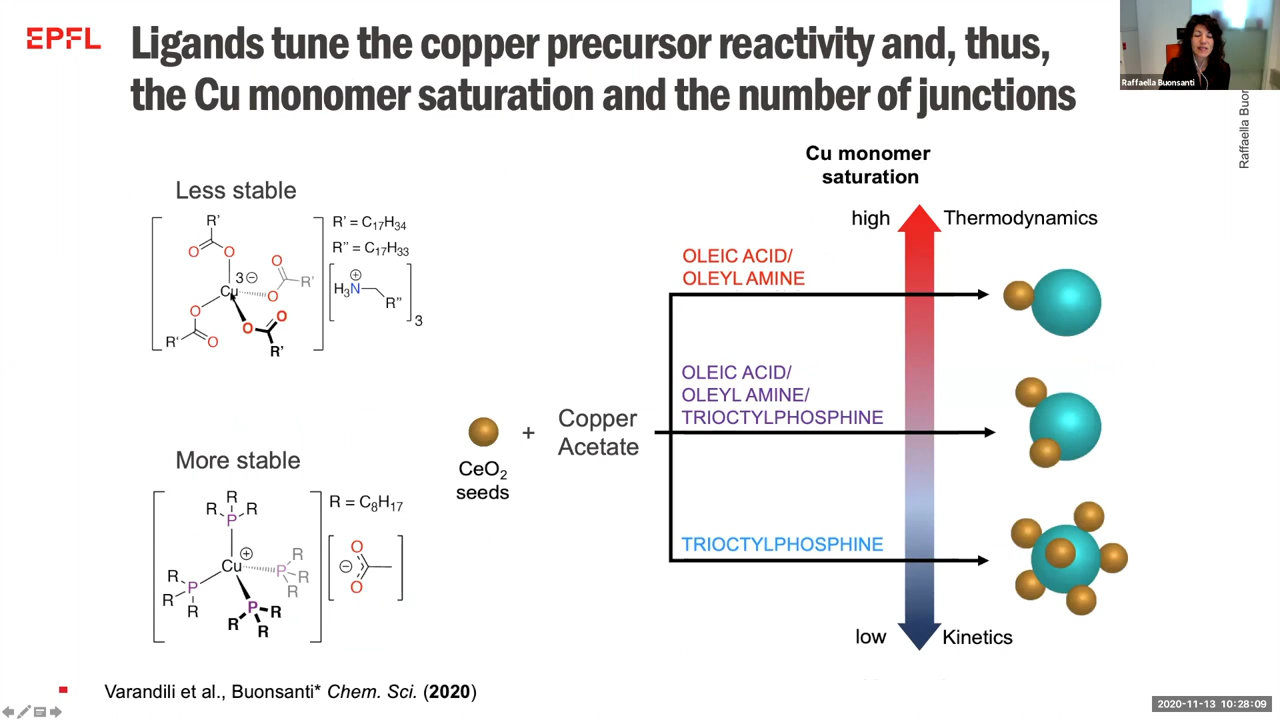 EPFL
Ligands tune the copper precursor reactivity and, thus,
the Cu monomer saturation and the number of junctions
Raffaella Buonsanti
Raffaella Buor
Less stable
R'
O
O
3⊖
Cu
O
R'
O
O
R'
O
O
O
R'
R' = C₁₇H₃₄
R'' = C₁₇H₃₃
⊕
H₃N
R''
3
More stable
R
R
R
P
⊕
Cu
R
P
R
R
R
P
R
R
P
R
R
R
R = C₈H₁₇
O
⊖
O
CeO₂
seeds
+
Copper
Acetate
Cu monomer
saturation
high
Thermodynamics
OLEIC ACID/
OLEYL AMINE
OLEIC ACID/
OLEYL AMINE/
TRIOCTYLPHOSPHINE
TRIOCTYLPHOSPHINE
low
Kinetics
Varandili et al., Buonsanti* Chem. Sci. (2020)
2020-11-13 10:28:09